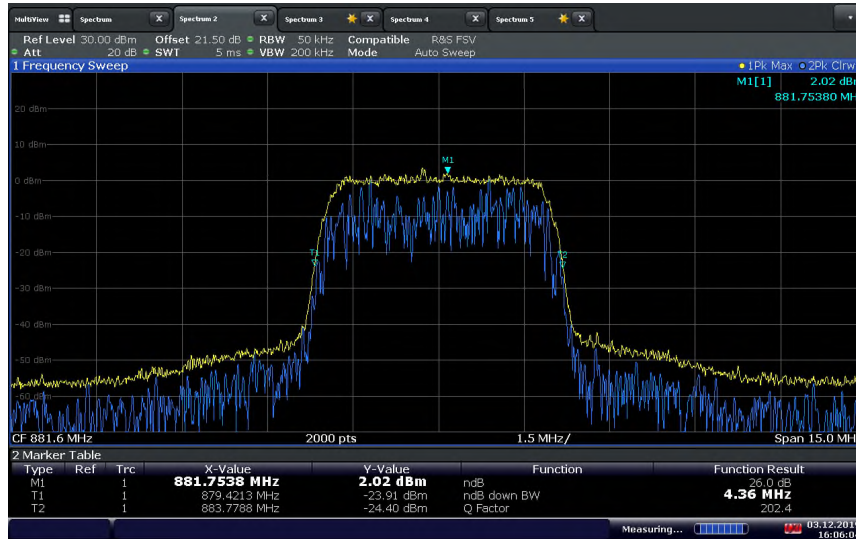 MultiView Spectrum X Spectrum 2 X Spectrum 3 X Spectrum 4 X Spectrum 5 X
Ref Level 30.00 dBm Offset 21.50 dB RBW 50 kHz Compatible R&S FSV
Att 20 dB SWT 5 ms VBW 200 kHz Mode Auto Sweep
1 Frequency Sweep 1Pk Max 2Pk Clrw
M1[1] 2.02 dBm
881.75380 MH
20 dBm
10 dBm
M1
0 dBm
-10 dBm
-20 dBm
T1 T2
-30 dBm
-40 dBm
-50 dBm
-60 dBm
CF 881.6 MHz 2000 pts 1.5 MHz/ Span 15.0 MH
2 Marker Table
Type Ref Trc X-Value Y-Value Function Function Result
M1 1 881.7538 MHz 2.02 dBm ndB 26.0 dB
T1 1 879.4213 MHz -23.91 dBm ndB down BW 4.36 MHz
T2 1 883.7788 MHz -24.40 dBm Q Factor 202.4
Measuring... 03.12.201
16:06:0